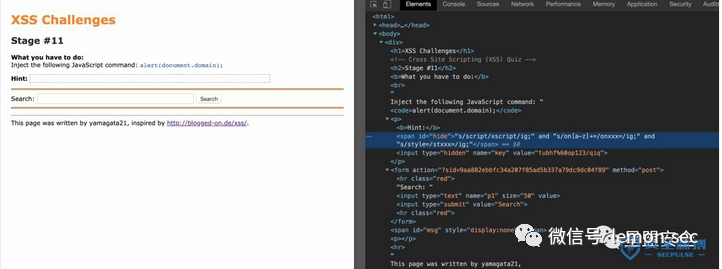 XSS Challenges
Stage #11
What you have to do:
Inject the following JavaScript command: alert(document.domain);
Hint:
Search: Search
This page was written by yamagata21, inspired by http://blogged-on.de/xss/.
Elements Console Sources Network Performance Memory Application Security Audits
<html>
<head>…</head>
<body>
<div>
<h1>XSS Challenges</h1>
<!-- Cross Site Scripting (XSS) Quiz -->
<h2>Stage #11</h2>
<b>What you have to do:</b>
<br>
"
Inject the following JavaScript command: "
<code>alert(document.domain);</code>
<p>
<b>Hint:</b>
<span id="hide">"s/script/xscript/ig;" and "s/on[a-z]+=/onxxx=/ig;" and
"s/style=/stxxx=/ig;"</span> == $0
<input type="hidden" name="key" value="tubhf%60op123/qiq">
</p>
<form action="?sid=9aa882ebbfc34a207f85ad5b337a79dc9dc04f89" method="post">
<hr class="red">
"Search: "
<input type="text" name="p1" size="50" value>
<input type="submit" value="Search">
<hr class="red">
</form>
<span id="msg" style="display:none
<p></p>
<hr>
"
This page was written by yamagata21,
微信号: lemon-sec
SECPULSE